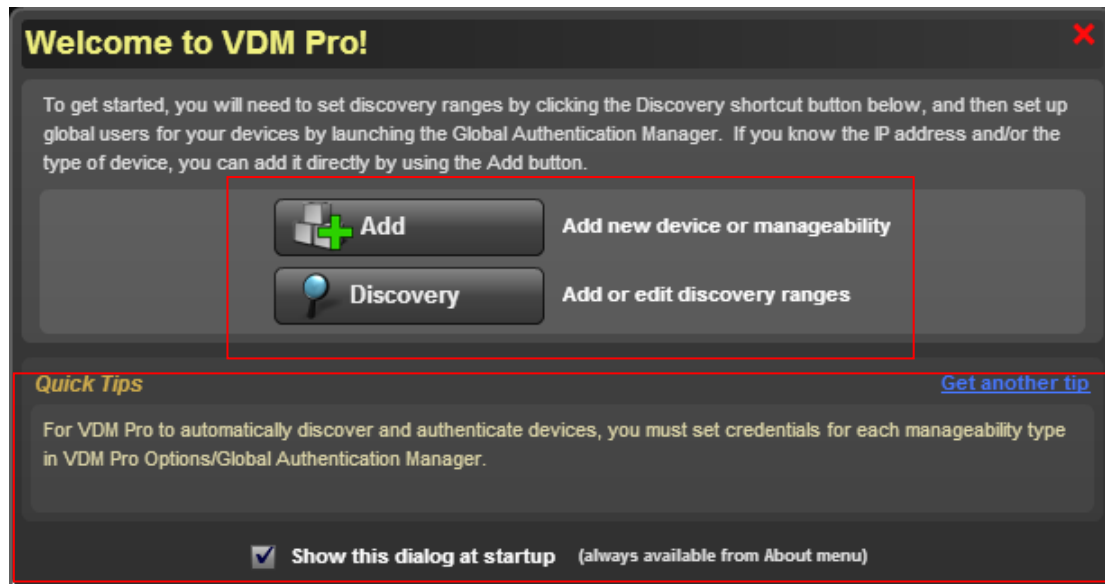 Welcome to VDM Pro!
To get started, you will need to set discovery ranges by clicking the Discovery shortcut button below, and then set up
global users for your devices by launching the Global Authentication Manager.  If you know the IP address and/or the
type of device, you can add it directly by using the Add button.
Add
Add new device or manageability
Discovery
Add or edit discovery ranges
Quick Tips
Get another tip
For VDM Pro to automatically discover and authenticate devices, you must set credentials for each manageability type
in VDM Pro Options/Global Authentication Manager.
Show this dialog at startup (always available from About menu)